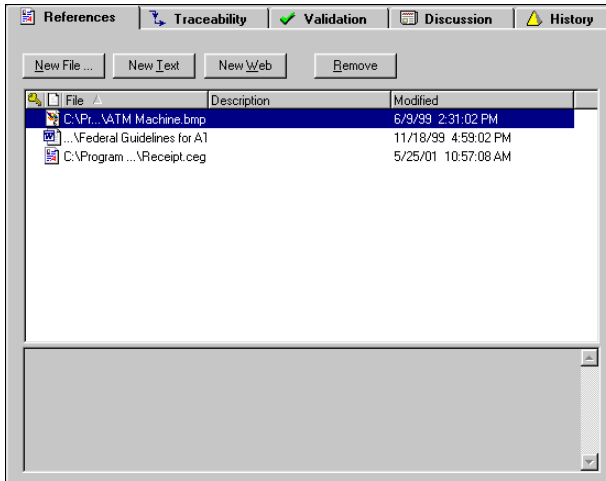 References Traceability Validation Discussion History
New File ... New Text New Web Remove
File Description Modified
C:\Pr...\ATM Machine.bmp 6/9/99 2:31:02 PM
...\Federal Guidelines for AT 11/18/99 4:59:02 PM
C:\Program ...\Receipt.ceg 5/25/01 10:57:08 AM